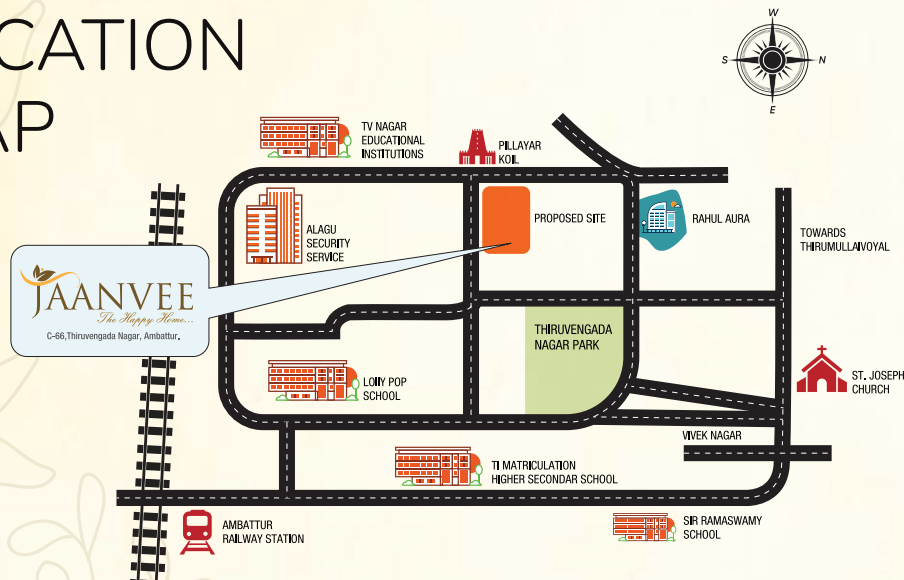 CATION
AP
W
S
N
E
TV NAGAR
EDUCATIONAL
INSTITUTIONS
PILLAYAR
KOIL
ALAGU
SECURITY
SERVICE
PROPOSED SITE
RAHUL AURA
TOWARDS
THIRUMULLAIVOYAL
JAANVEE
The Happy Home...
C-66,Thiruvengada Nagar, Ambattur.
THIRUVENGADA
NAGAR PARK
LOlly POP
SCHOOL
ST. JOSEPH
CHURCH
VIVEK NAGAR
TI MATRICULATION
HIGHER SECONDAR SCHOOL
AMBATTUR
RAILWAY STATION
SIR RAMASWAMY
SCHOOL